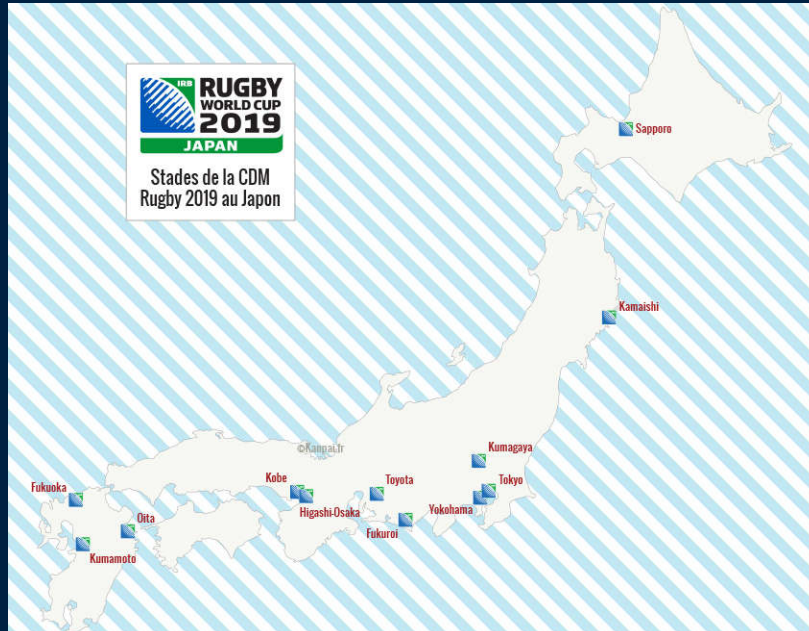 IRB
RUGBY
WORLD CUP
2019
JAPAN
Stades de la CDM
Rugby 2019 au Japon
Sapporo
Kamaishi
©Kanpai.fr
Kumagaya
Kobe
Toyota
Tokyo
Fukuoka
Higashi-Osaka
Yokohama
Oita
Fukuroi
Kumamoto